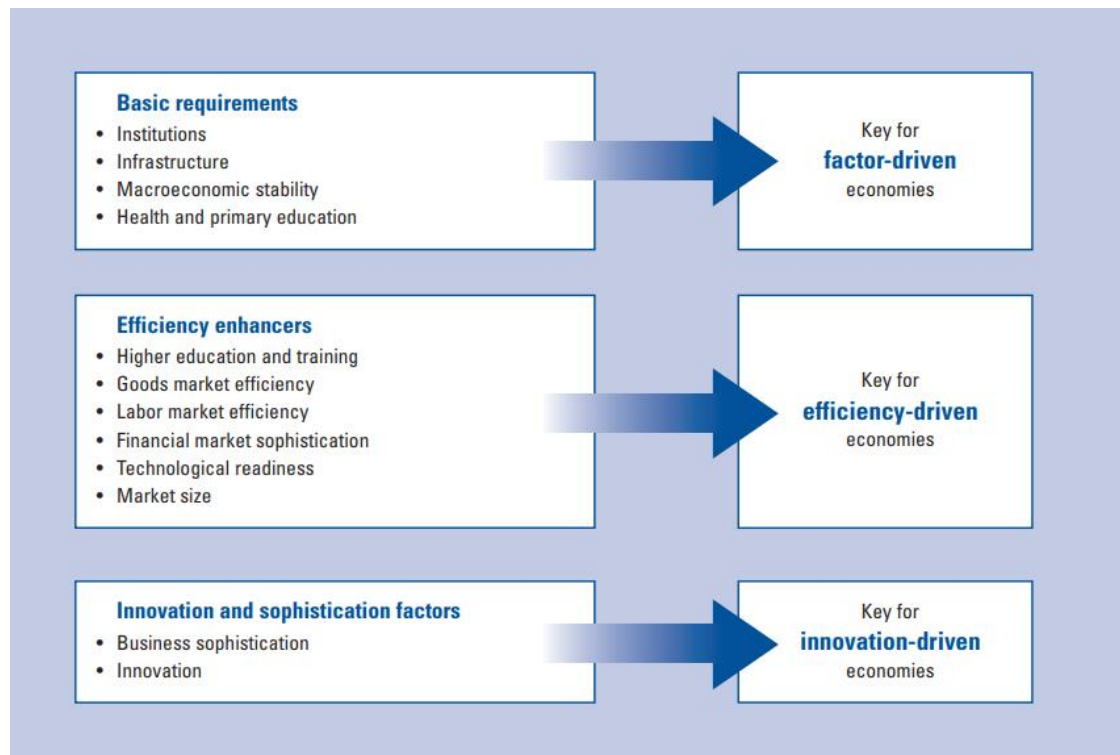 Basic requirements
• Institutions
• Infrastructure
• Macroeconomic stability
• Health and primary education
Key for
factor-driven
economies
Efficiency enhancers
• Higher education and training
• Goods market efficiency
• Labor market efficiency
• Financial market sophistication
• Technological readiness
• Market size
Key for
efficiency-driven
economies
Innovation and sophistication factors
• Business sophistication
• Innovation
Key for
innovation-driven
economies